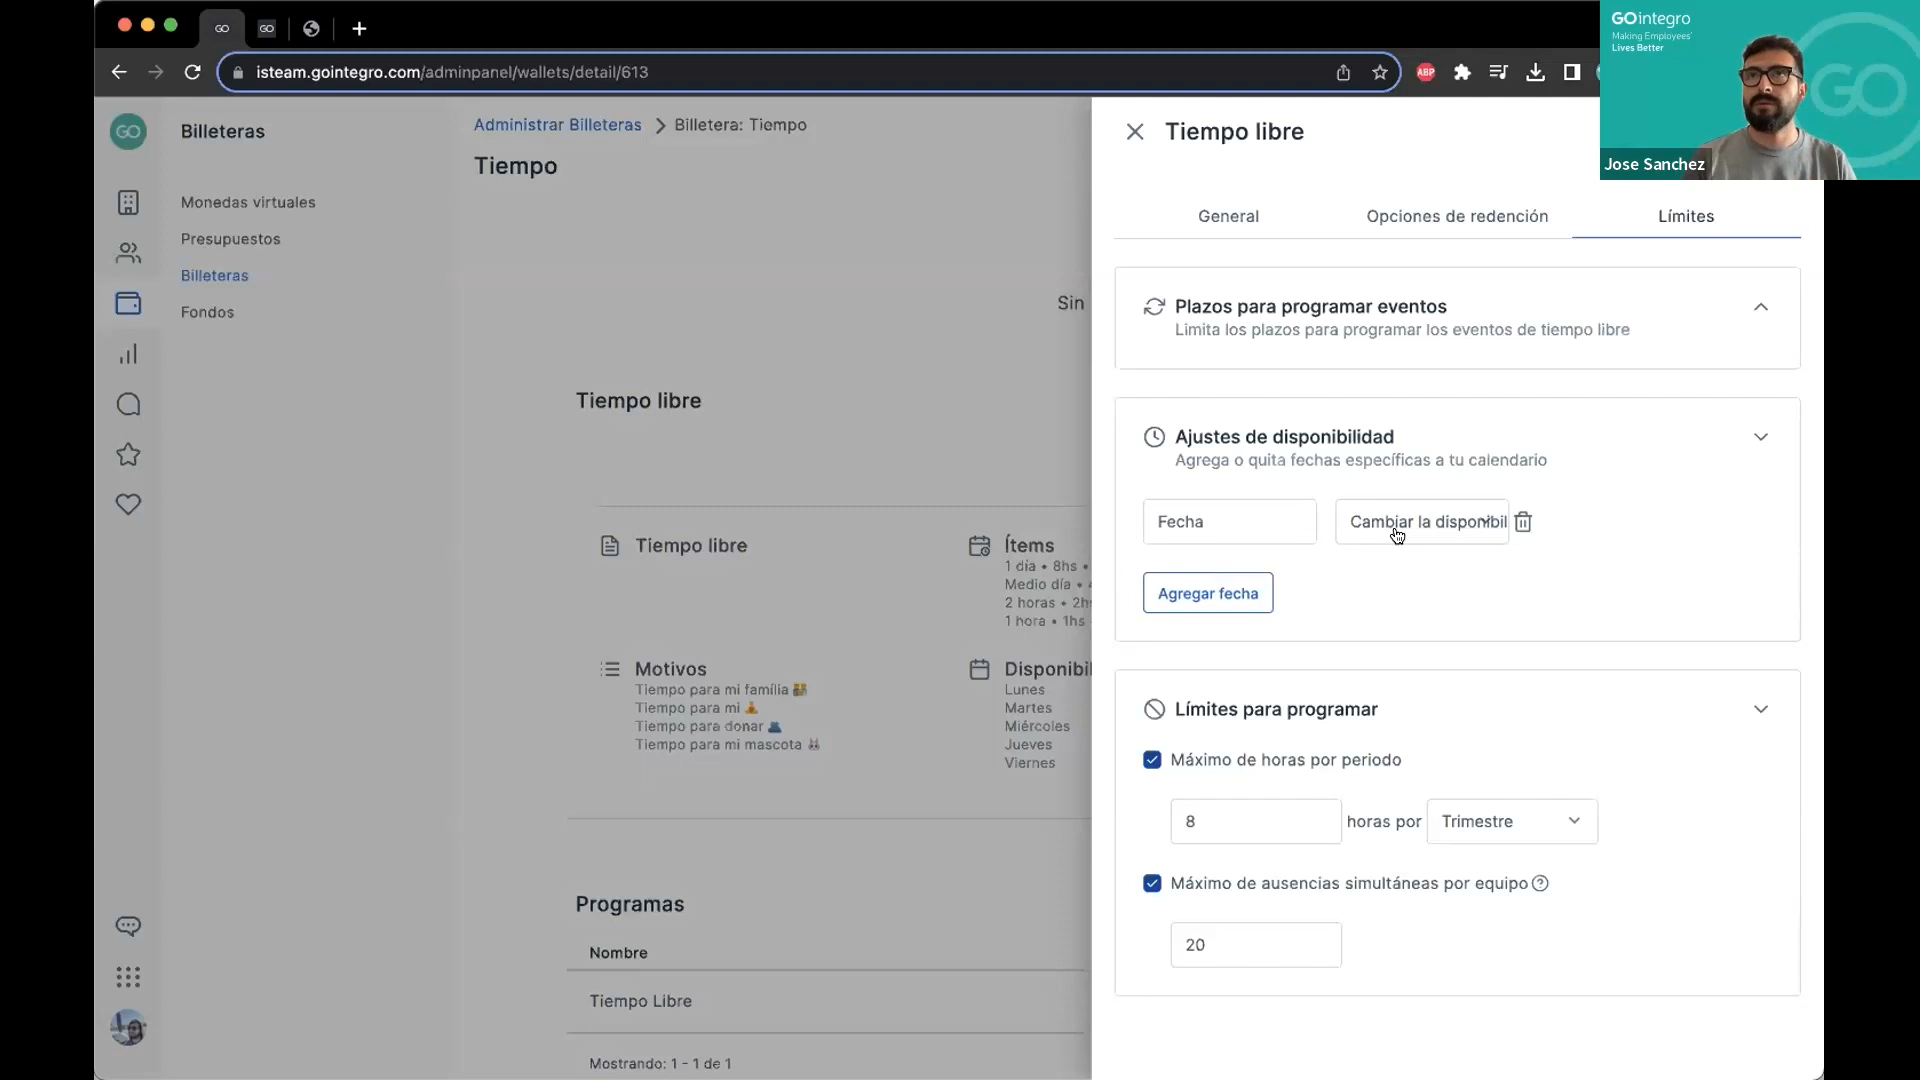 GO
GO
isteam.gointegro.com/adminpanel/wallets/detail/613
ABP
GOintegro
Making Employees'
Lives Better
GO
Jose Sanchez
GO
Billeteras
Monedas virtuales
Presupuestos
Billeteras
Fondos
Administrar Billeteras > Billetera: Tiempo
Tiempo
Sin
Tiempo libre
Tiempo libre
Ítems
1 día • 8hs •
Medio día •
2 horas • 2h
1 hora • 1hs
Motivos
Tiempo para mi família
Tiempo para mi
Tiempo para donar
Tiempo para mi mascota
Disponibil
Lunes
Martes
Miércoles
Jueves
Viernes
Programas
Nombre
Tiempo Libre
Mostrando: 1 - 1 de 1
Tiempo libre
General
Opciones de redención
Límites
Plazos para programar eventos
Limita los plazos para programar los eventos de tiempo libre
Ajustes de disponibilidad
Agrega o quita fechas específicas a tu calendario
Fecha
Cambiar la disponibil
Agregar fecha
Límites para programar
Máximo de horas por periodo
8 horas por Trimestre
Máximo de ausencias simultáneas por equipo
20